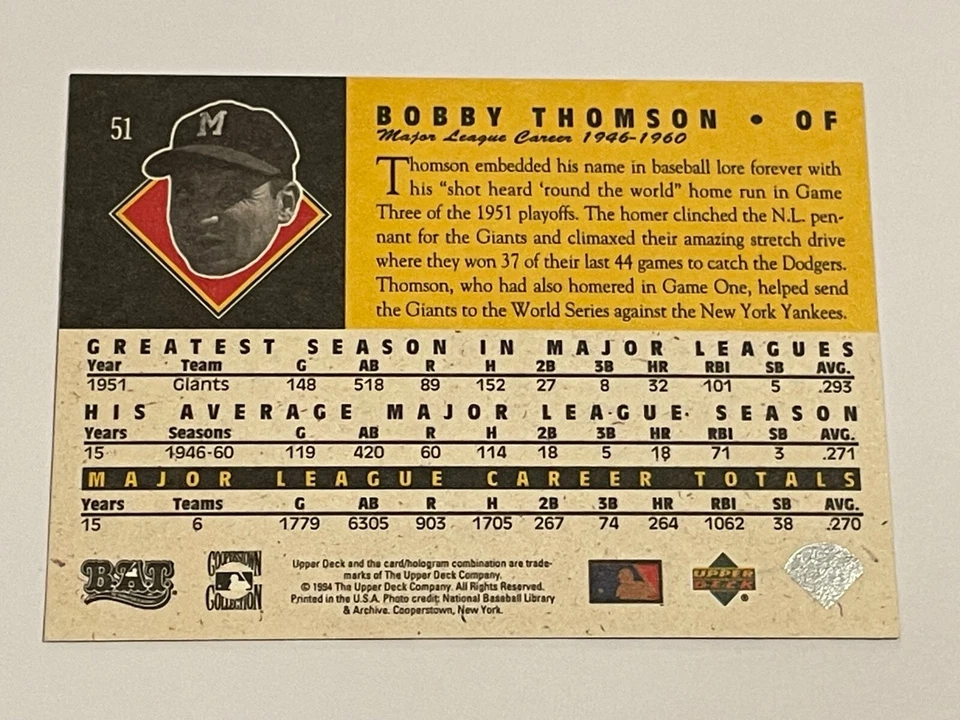 51
M
BOBBY THOMSON • OF
Major League Career 1946-1960
Thomson embedded his name in baseball lore forever with
his “shot heard ‘round the world” home run in Game
Three of the 1951 playoffs. The homer clinched the N.L. pen-
nant for the Giants and climaxed their amazing stretch drive
where they won 37 of their last 44 games to catch the Dodgers.
Thomson, who had also homered in Game One, helped send
the Giants to the World Series against the New York Yankees.
GREATEST SEASON IN MAJOR LEAGUES
Year Team G AB R H 2B 3B HR RBI SB AVG.
1951 Giants 148 518 89 152 27 8 32 101 5 .293
HIS AVERAGE MAJOR LEAGUE SEASON
Years Seasons G AB R H 2B 3B HR RBI SB AVG.
15 1946-60 119 420 60 114 18 5 18 71 3 .271
MAJOR LEAGUE CAREER TOTALS
Years Teams G AB R H 2B 3B HR RBI SB AVG.
15 6 1779 6305 903 1705 267 74 264 1062 38 .270
B.A.T.
COOPERSTOWN
COLLECTION
Upper Deck and the card/hologram combination are trade-
marks of The Upper Deck Company.
© 1994 The Upper Deck Company. All Rights Reserved.
Printed in the U.S.A. Photo credit: National Baseball Library
& Archive. Cooperstown, New York.
UPPER
DECK
®